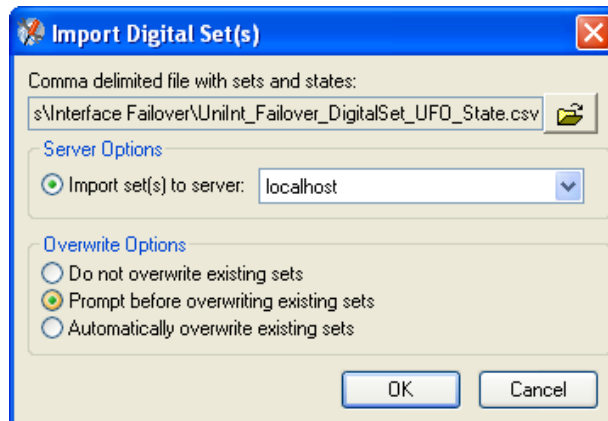 Import Digital Set(s)
Comma delimited file with sets and states:
s\Interface Failover\UniInt_Failover_DigitalSet_UFO_State.csv
Server Options
Import set(s) to server: localhost
Overwrite Options
Do not overwrite existing sets
Prompt before overwriting existing sets
Automatically overwrite existing sets
OK Cancel